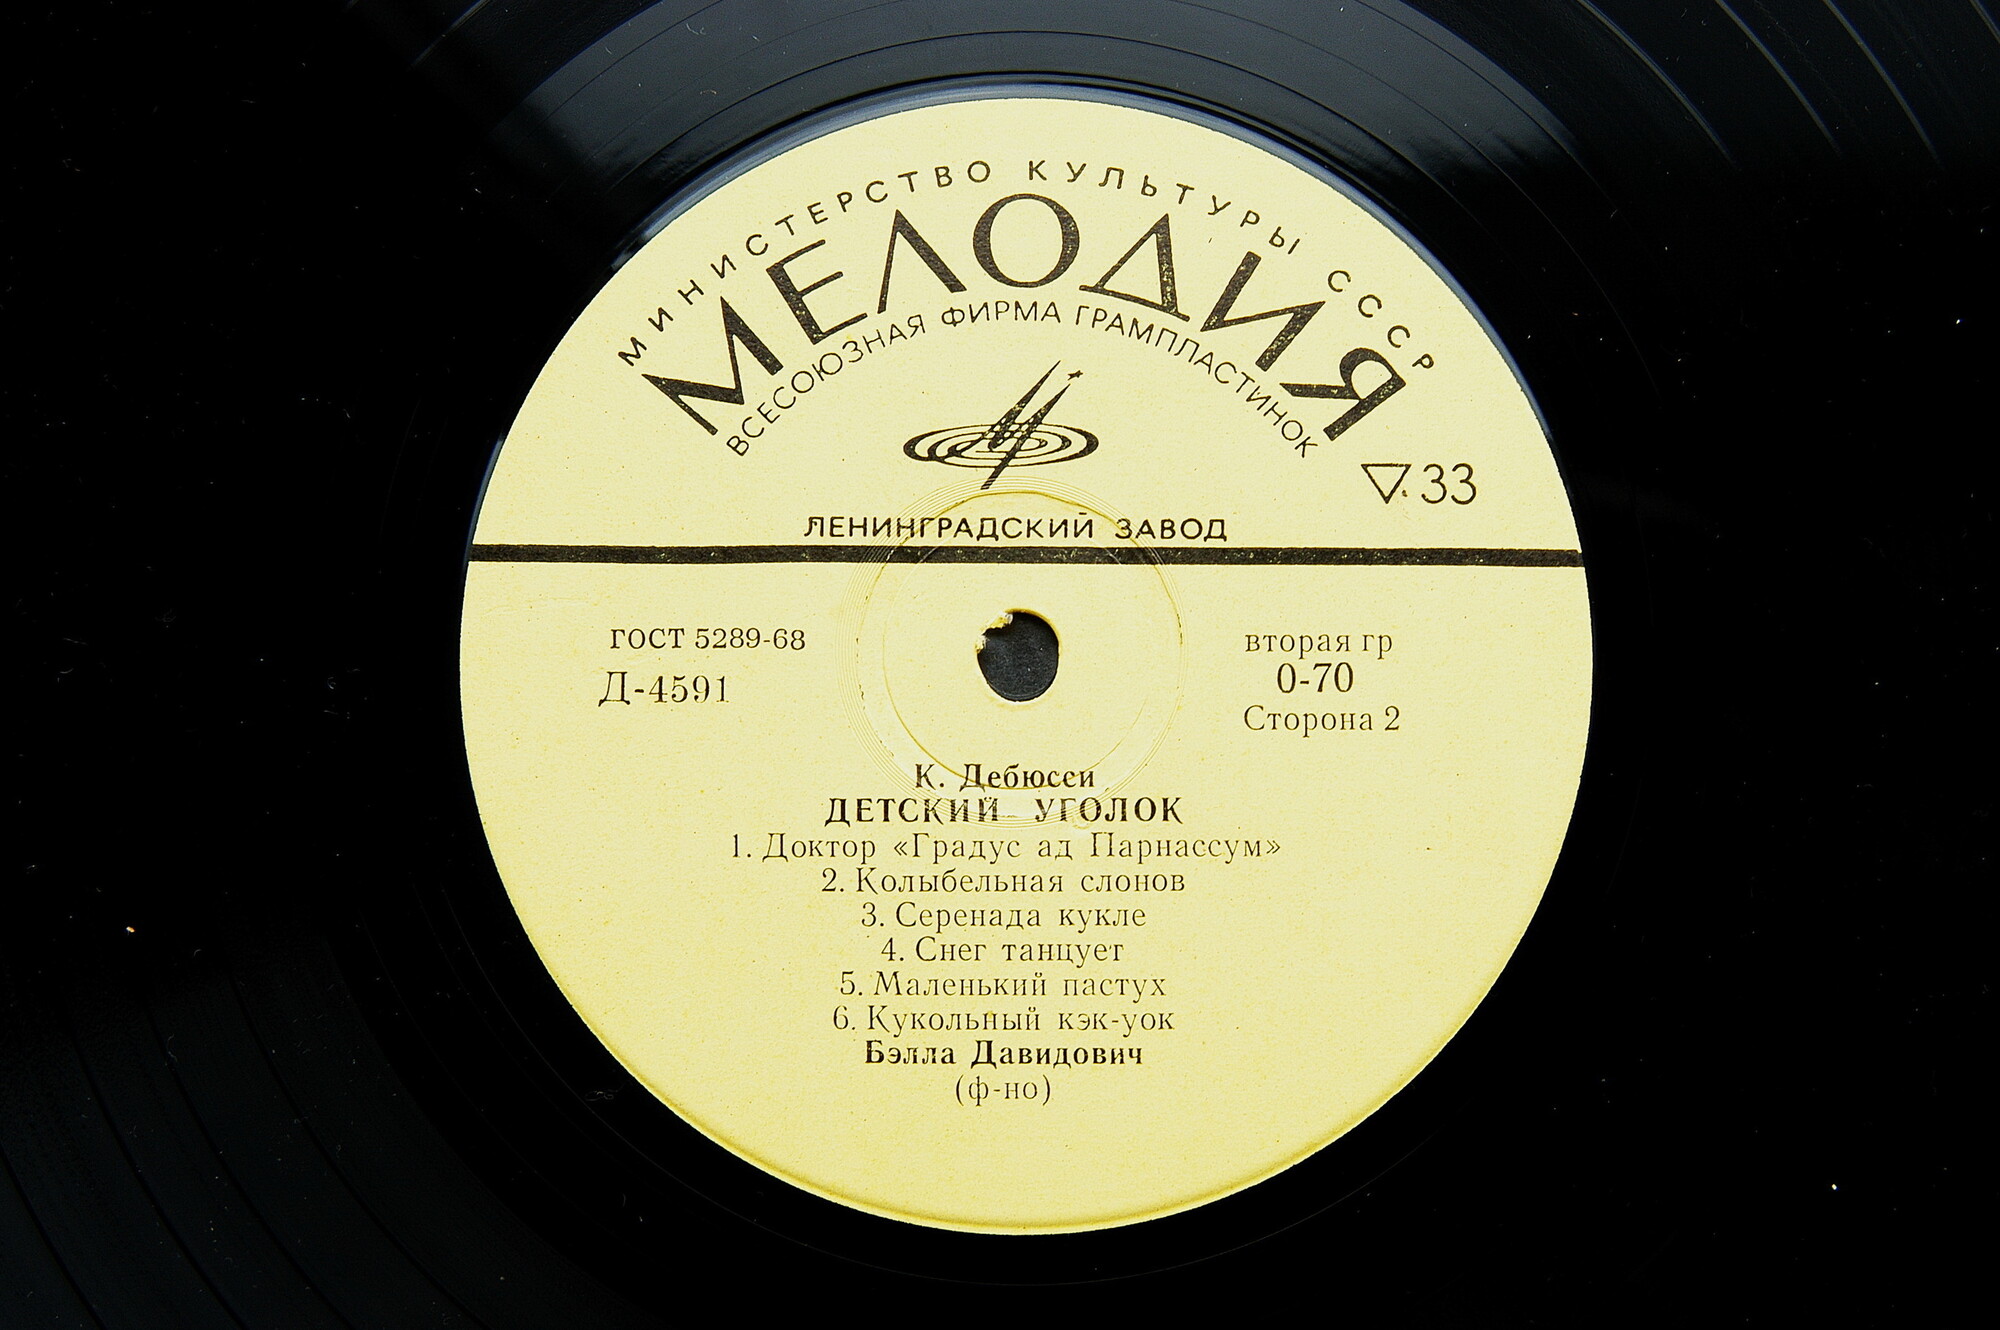 МИНИСТЕРСТВО КУЛЬТУРЫ СССР
МЕЛОДИЯ
ВСЕСОЮЗНАЯ ФИРМА ГРАМПЛАСТИНОК
33
ЛЕНИНГРАДСКИЙ ЗАВОД
ГОСТ 5289-68
Д-4591
вторая гр
0-70
Сторона 2
К. Дебюсси
ДЕТСКИЙ УГОЛОК
1. Доктор «Градус ад Парнассум»
2. Колыбельная слонов
3. Серенада кукле
4. Снег танцует
5. Маленький пастух
6. Кукольный кэк-уок
Бэлла Давидович
(ф-но)